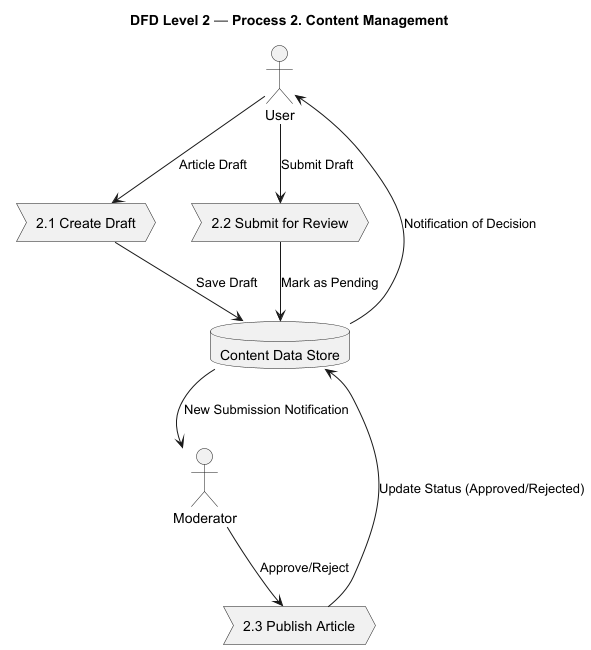 DFD Level 2 — Process 2. Content Management
User
Article Draft
Submit Draft
2.1 Create Draft
2.2 Submit for Review
Notification of Decision
Save Draft
Mark as Pending
Content Data Store
New Submission Notification
Moderator
Update Status (Approved/Rejected)
Approve/Reject
2.3 Publish Article